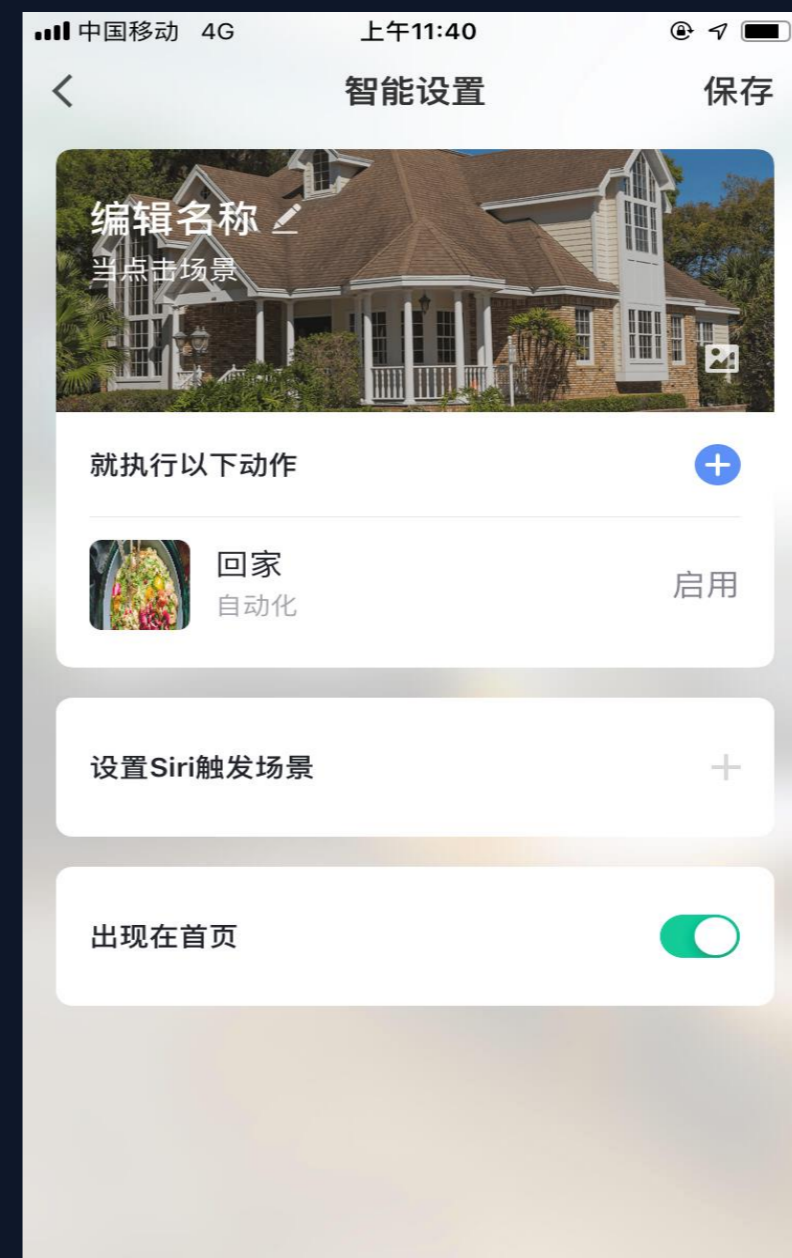 中国移动 4G 上午11:40
智能设置 保存
编辑名称
当点击场景
就执行以下动作
回家
自动化
启用
设置Siri触发场景
出现在首页